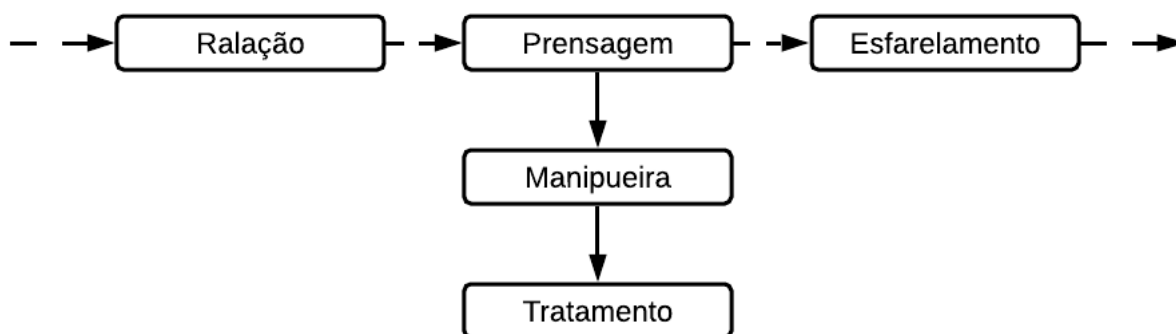 Ralação
Prensagem
Esfarelamento
Manipueira
Tratamento